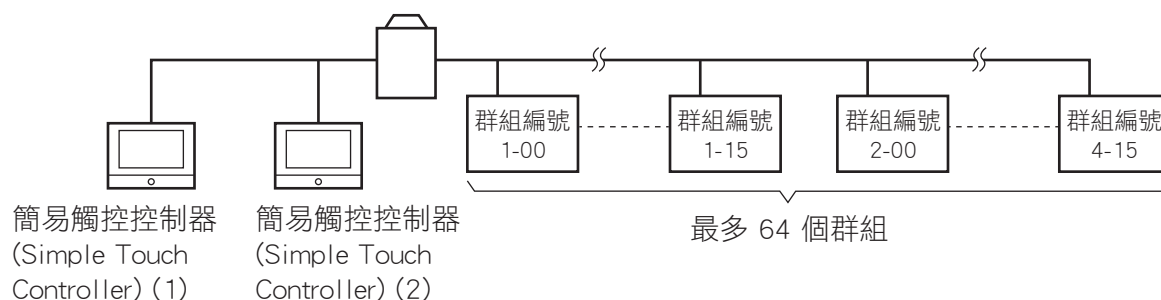 群組編號
1-00
群組編號
1-15
群組編號
2-00
群組編號
4-15
簡易觸控控制器
(Simple Touch
Controller) (1)
簡易觸控控制器
(Simple Touch
Controller) (2)
最多 64 個群組